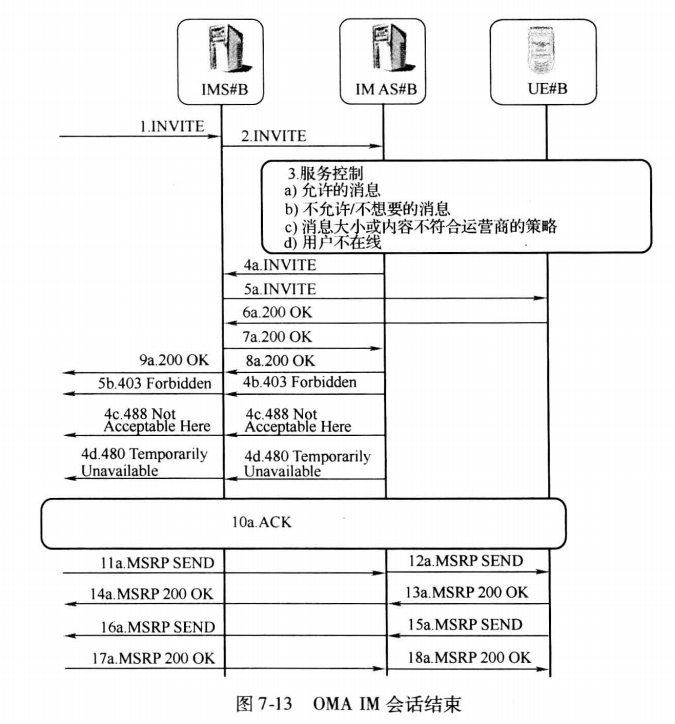 IMS#B
IM AS#B
UE#B
1.INVITE
2.INVITE
3.服务控制
a) 允许的消息
b) 不允许/不想要的消息
c) 消息大小或内容不符合运营商的策略
d) 用户不在线
4a.INVITE
5a.INVITE
6a.200 OK
7a.200 OK
9a.200 OK
8a.200 OK
5b.403 Forbidden
4b.403 Forbidden
4c.488 Not
Acceptable Here
4c.488 Not
Acceptable Here
4d.480 Temporarily
Unavailable
4d.480 Temporarily
Unavailable
10a.ACK
11a.MSRP SEND
12a.MSRP SEND
14a.MSRP 200 OK
13a.MSRP 200 OK
16a.MSRP SEND
15a.MSRP SEND
17a.MSRP 200 OK
18a.MSRP 200 OK
图 7-13 OMA IM 会话结束